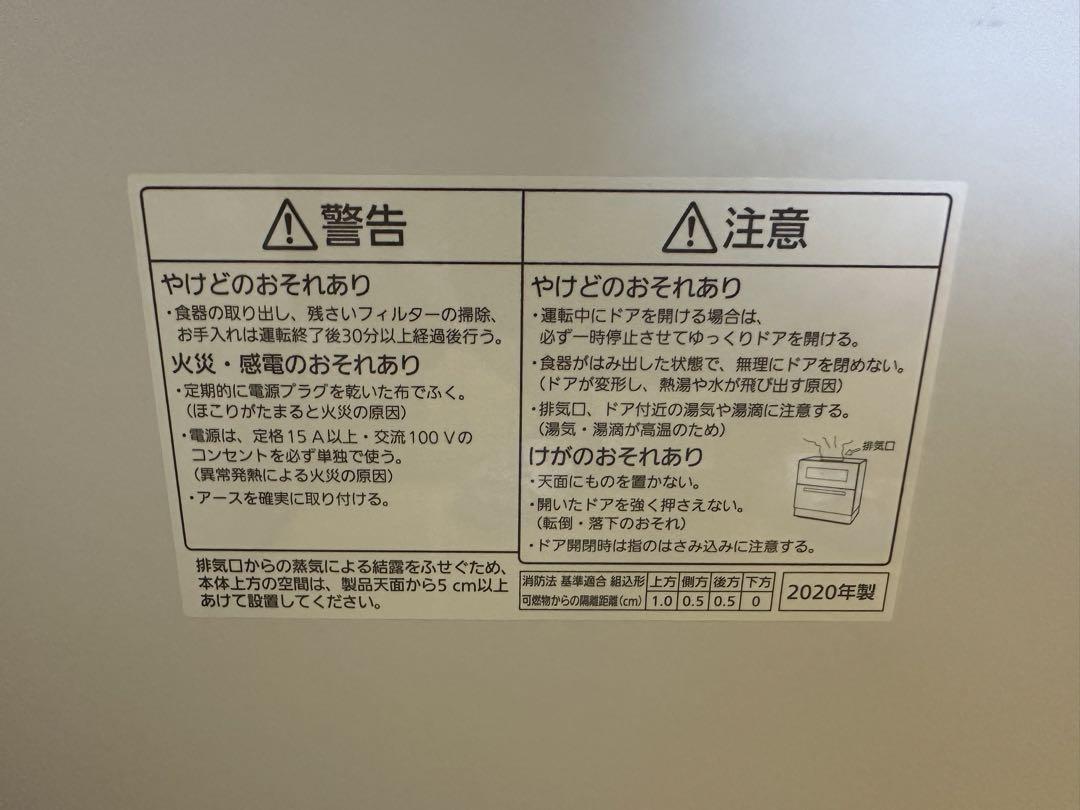 警告
やけどのおそれあり
・食器の取り出し、残さいフィルターの掃除、
お手入れは運転終了後30分以上経過後行う。
火災・感電のおそれあり
・定期的に電源プラグを乾いた布でふく。
（ほこりがたまると火災の原因）
・電源は、定格15A以上・交流100Vの
コンセントを必ず単独で使う。
（異常発熱による火災の原因）
・アースを確実に取り付ける。
排気口からの蒸気による結露をふせぐため、
本体上方の空間は、製品天面から5cm以上
あけて設置してください。
注意
やけどのおそれあり
・運転中にドアを開ける場合は、
必ず一時停止させてゆっくりドアを開ける。
・食器がはみ出した状態で、無理にドアを閉めない。
（ドアが変形し、熱湯や水が飛び出す原因）
・排気口、ドア付近の湯気や湯滴に注意する。
（湯気・湯滴が高温のため）
排気口
けがのおそれあり
・天面にものを置かない。
・開いたドアを強く押さえない。
（転倒・落下のおそれ）
・ドア開閉時は指のはさみ込みに注意する。
消防法 基準適合 組込形 上方 側方 後方 下方
可燃物からの隔離距離(cm) 1.0 0.5 0.5 0
2020年製